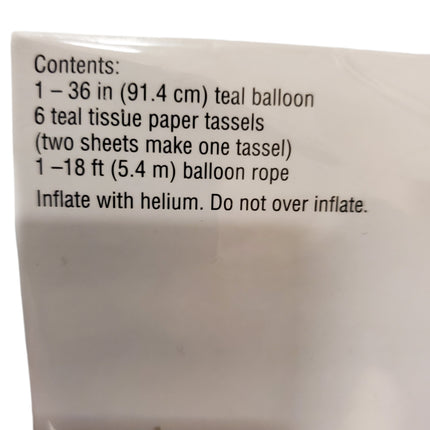 Contents:
1 – 36 in (91.4 cm) teal balloon
6 teal tissue paper tassels
(two sheets make one tassel)
1 –18 ft (5.4 m) balloon rope
Inflate with helium. Do not over inflate.